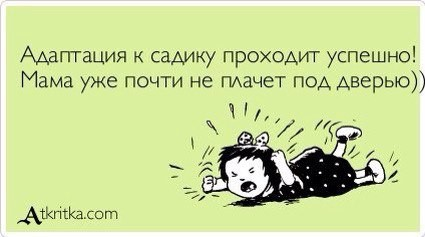 Адаптация к садику проходит успешно!
Мама уже почти не плачет под дверью))
Atkritka.com